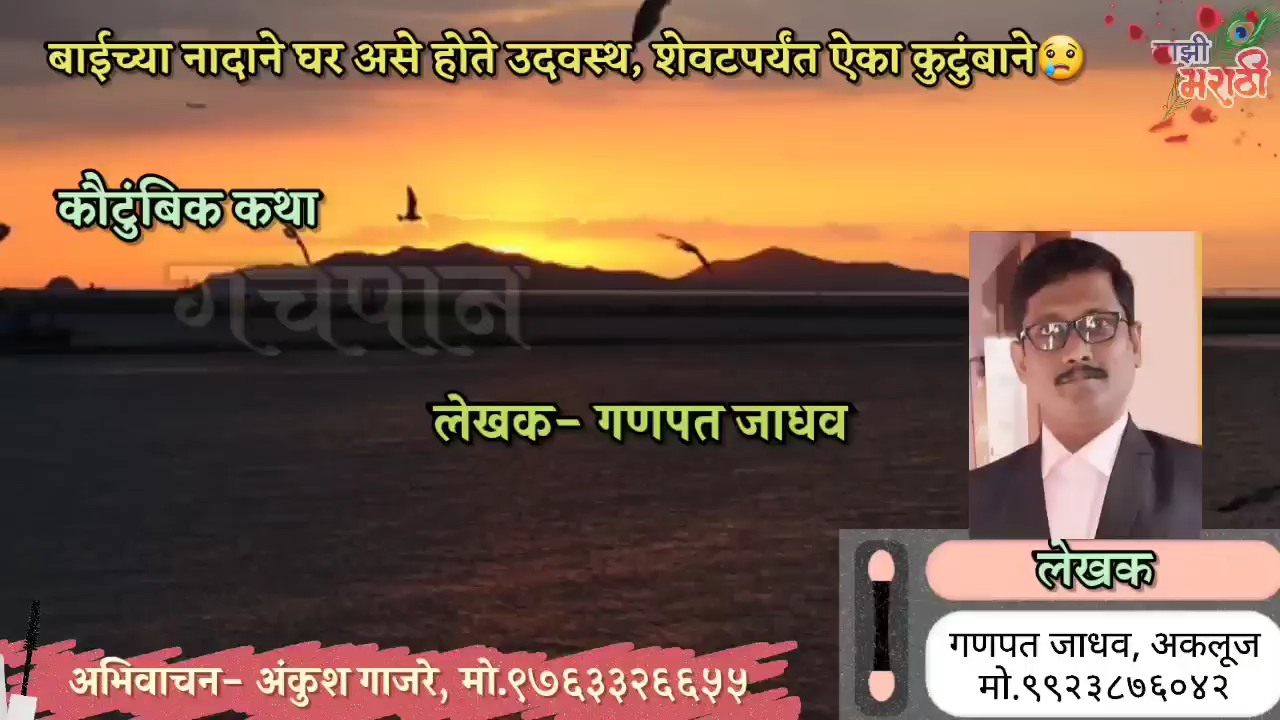 बाईच्या नादाने घर असे होते उदवस्थ, शेवटपर्यंत ऐका कुटुंबाने😢
माझी
मराठी
कौटुंबिक कथा
गचपान
लेखक- गणपत जाधव
लेखक
गणपत जाधव, अकलूज
मो.९९२३८७६०४२
अभिवाचन- अंकुश गाजरे, मो.९७६३३२६६५५